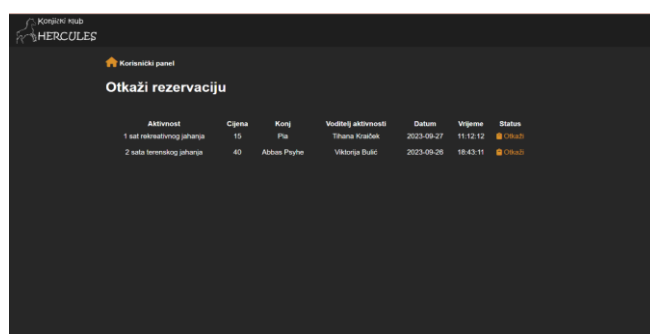 Konjički klub
HERCULES
Korisnički panel
Otkaži rezervaciju
Aktivnost Cijena Konj Voditelj aktivnosti Datum Vrijeme Status
1 sat rekreativnog jahanja 15 Pia Tihana Kraiček 2023-09-27 11:12:12 Otkaži
2 sata terenskog jahanja 40 Abbas Psyhe Viktorija Bulić 2023-09-26 18:43:11 Otkaži